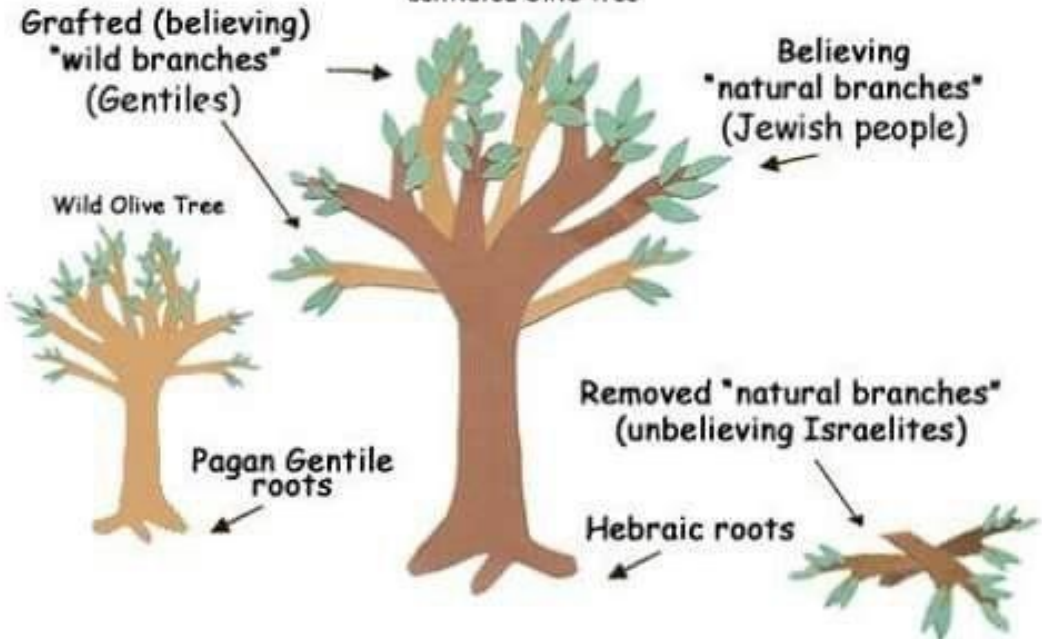 Grafted (believing)
"wild branches"
(Gentiles)
Believing
"natural branches"
(Jewish people)
Wild Olive Tree
Removed "natural branches"
(unbelieving Israelites)
Pagan Gentile
roots
Hebraic roots